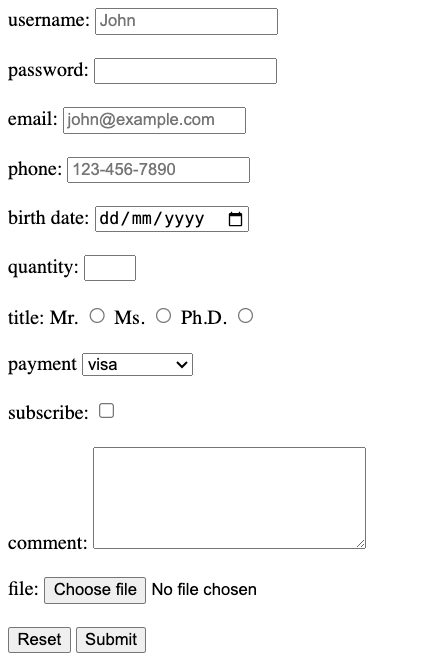 username: John
password:
email: john@example.com
phone: 123-456-7890
birth date: dd/mm/yyyy
quantity:
title: Mr. Ms. Ph.D.
payment visa
subscribe:
comment:
file: Choose file No file chosen
Reset Submit